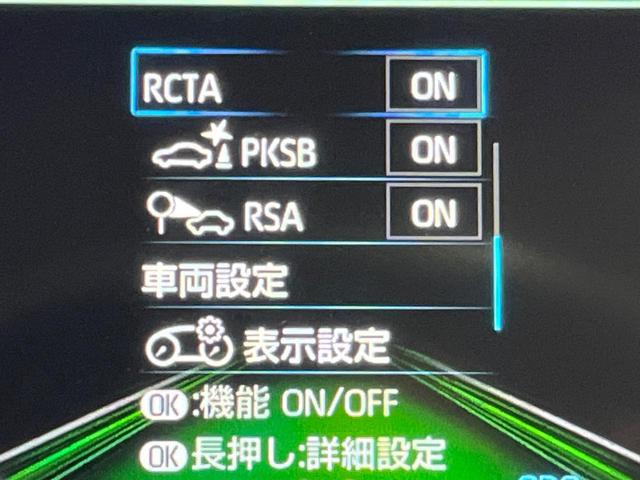 RCTA ON
PKSB ON
RSA ON
車両設定
表示設定
OK:機能 ON/OFF
OK長押し:詳細設定